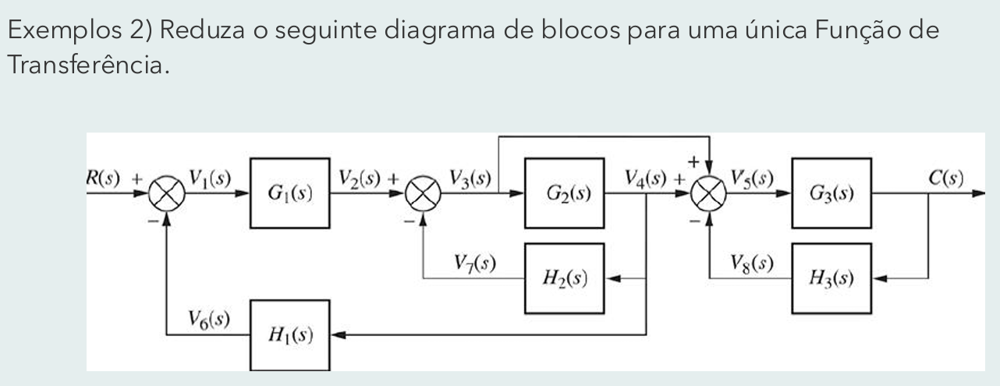 Exemplos 2) Reduza o seguinte diagrama de blocos para uma única Função de
Transferência.
R(s) + V₁(s) G₁(s) V₂(s) + V₃(s) G₂(s) V₄(s) + + V₅(s) G₃(s) C(s)
− − −
V₇(s) H₂(s) V₈(s) H₃(s)
V₆(s) H₁(s)